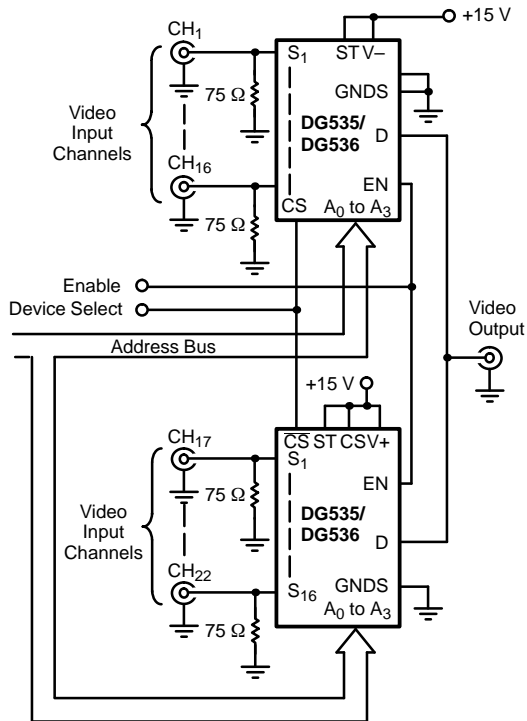 CH1
+15 V
S1
ST V–
75 Ω
GNDS
Video
Input
Channels
DG535/
DG536
D
CH16
EN
CS
75 Ω
A0 to A3
Enable
Device Select
Video
Output
Address Bus
+15 V
CS ST CSV+
CH17
S1
EN
75 Ω
Video
Input
Channels
DG535/
DG536
D
CH22
GNDS
S16
A0 to A3
75 Ω